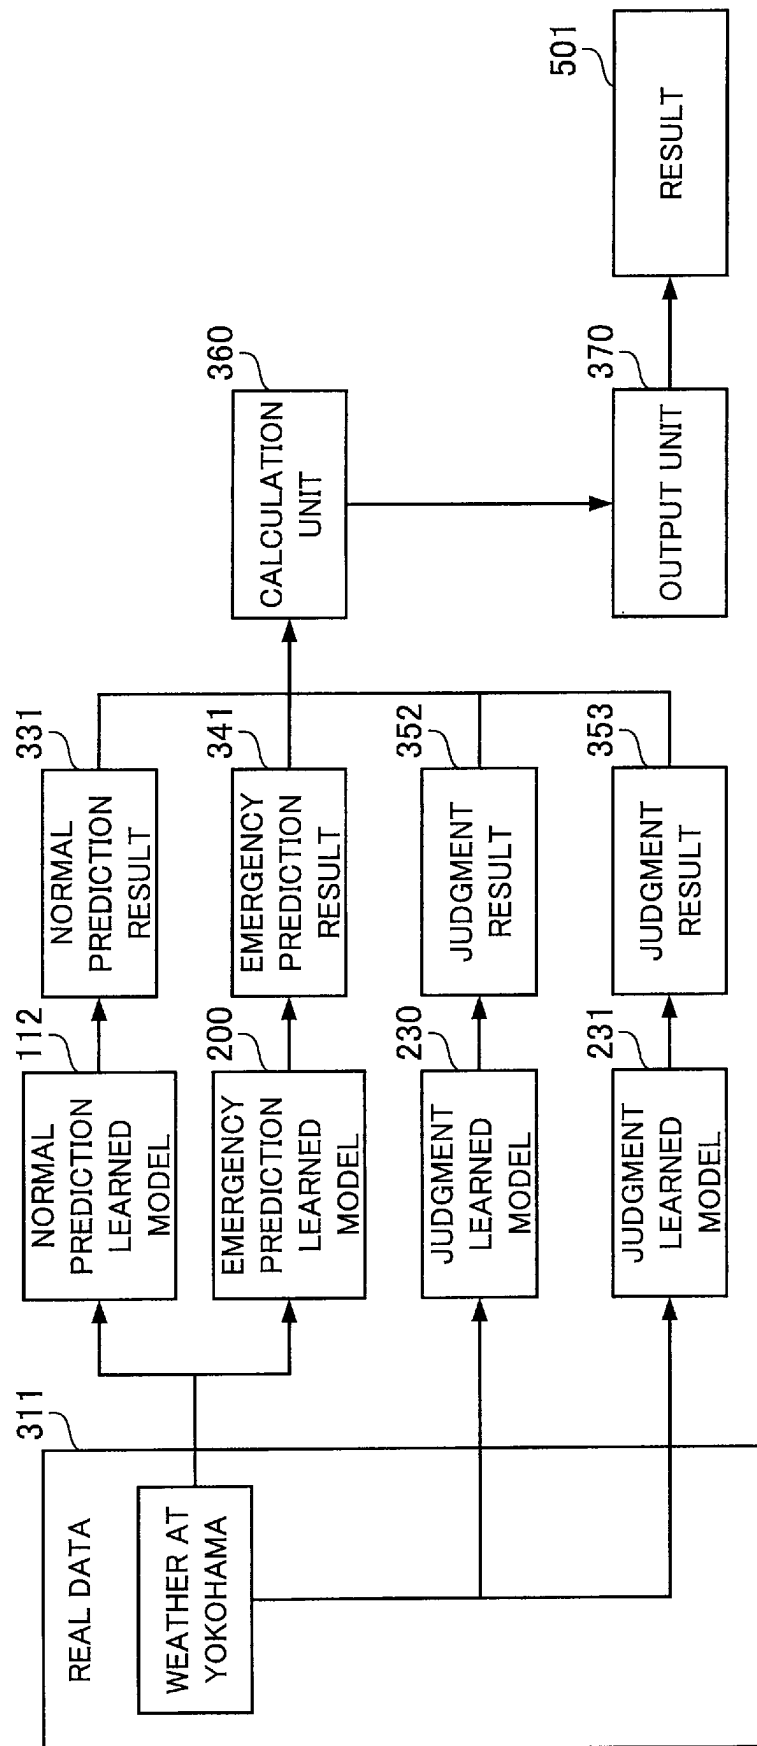 REAL DATA
311
WEATHER AT
YOKOHAMA
NORMAL
PREDICTION
LEARNED
MODEL
112
NORMAL
PREDICTION
RESULT
331
EMERGENCY
PREDICTION
LEARNED
MODEL
200
EMERGENCY
PREDICTION
RESULT
341
JUDGMENT
LEARNED
MODEL
230
JUDGMENT
RESULT
352
JUDGMENT
LEARNED
MODEL
231
JUDGMENT
RESULT
353
CALCULATION
UNIT
360
OUTPUT UNIT
370
RESULT
501